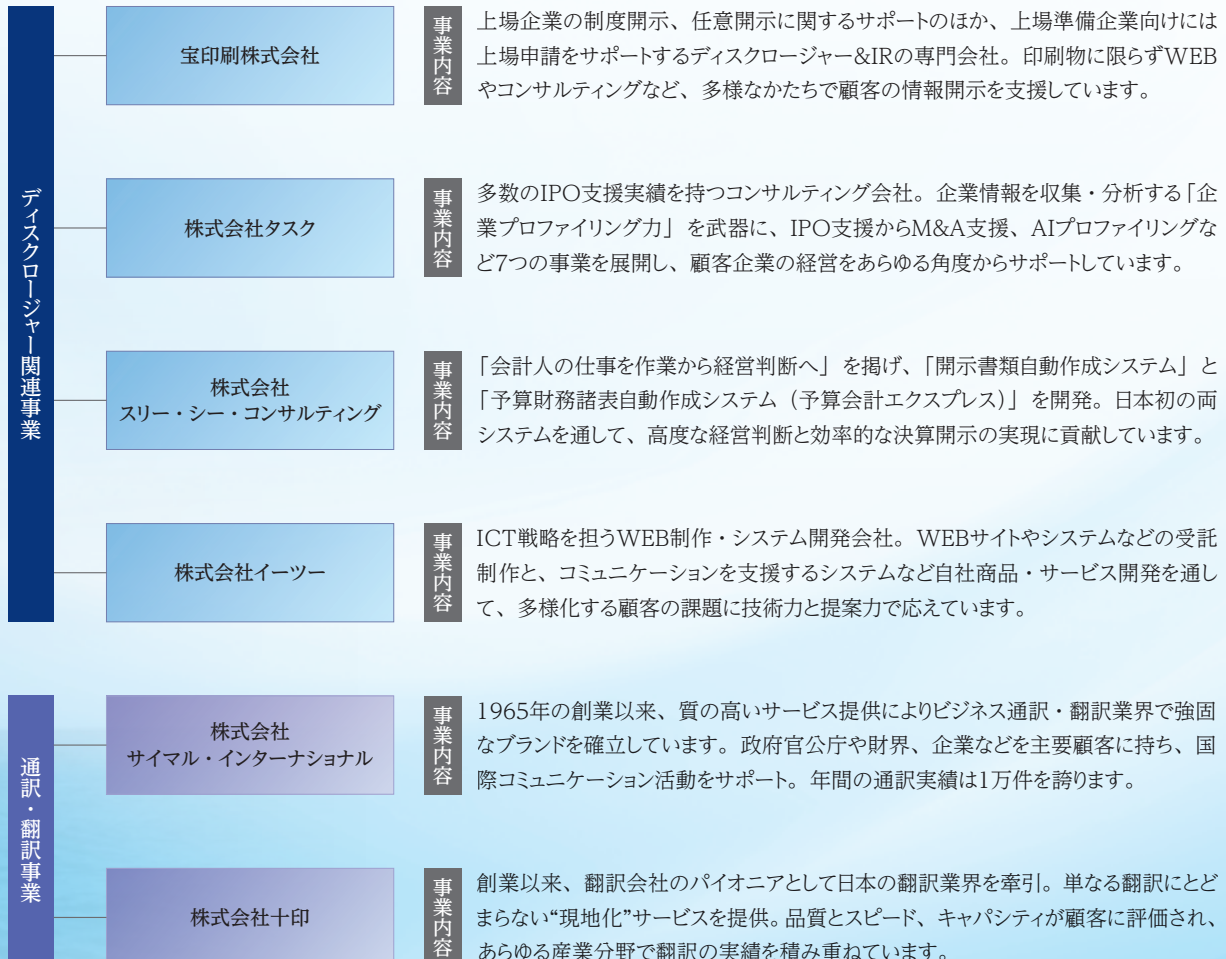 ディスクロージャー関連事業
宝印刷株式会社
事業内容
上場企業の制度開示、任意開示に関するサポートのほか、上場準備企業向けには
上場申請をサポートするディスクロージャー&IRの専門会社。印刷物に限らずWEB
やコンサルティングなど、多様なかたちで顧客の情報開示を支援しています。
株式会社タスク
事業内容
多数のIPO支援実績を持つコンサルティング会社。企業情報を収集・分析する「企
業プロファイリング力」を武器に、IPO支援からM&A支援、AIプロファイリングな
ど7つの事業を展開し、顧客企業の経営をあらゆる角度からサポートしています。
株式会社
スリー・シー・コンサルティング
事業内容
「会計人の仕事を作業から経営判断へ」を掲げ、「開示書類自動作成システム」と
「予算財務諸表自動作成システム（予算会計エクスプレス）」を開発。日本初の両
システムを通して、高度な経営判断と効率的な決算開示の実現に貢献しています。
株式会社イーツー
事業内容
ICT戦略を担うWEB制作・システム開発会社。WEBサイトやシステムなどの受託
制作と、コミュニケーションを支援するシステムなど自社商品・サービス開発を通し
て、多様化する顧客の課題に技術力と提案力で応えています。
通訳・翻訳事業
株式会社
サイマル・インターナショナル
事業内容
1965年の創業以来、質の高いサービス提供によりビジネス通訳・翻訳業界で強固
なブランドを確立しています。政府官公庁や財界、企業などを主要顧客に持ち、国
際コミュニケーション活動をサポート。年間の通訳実績は1万件を誇ります。
株式会社十印
事業内容
創業以来、翻訳会社のパイオニアとして日本の翻訳業界を牽引。単なる翻訳にとど
まらない“現地化”サービスを提供。品質とスピード、キャパシティが顧客に評価され、
あらゆる産業分野で翻訳の実績を積み重ねています。